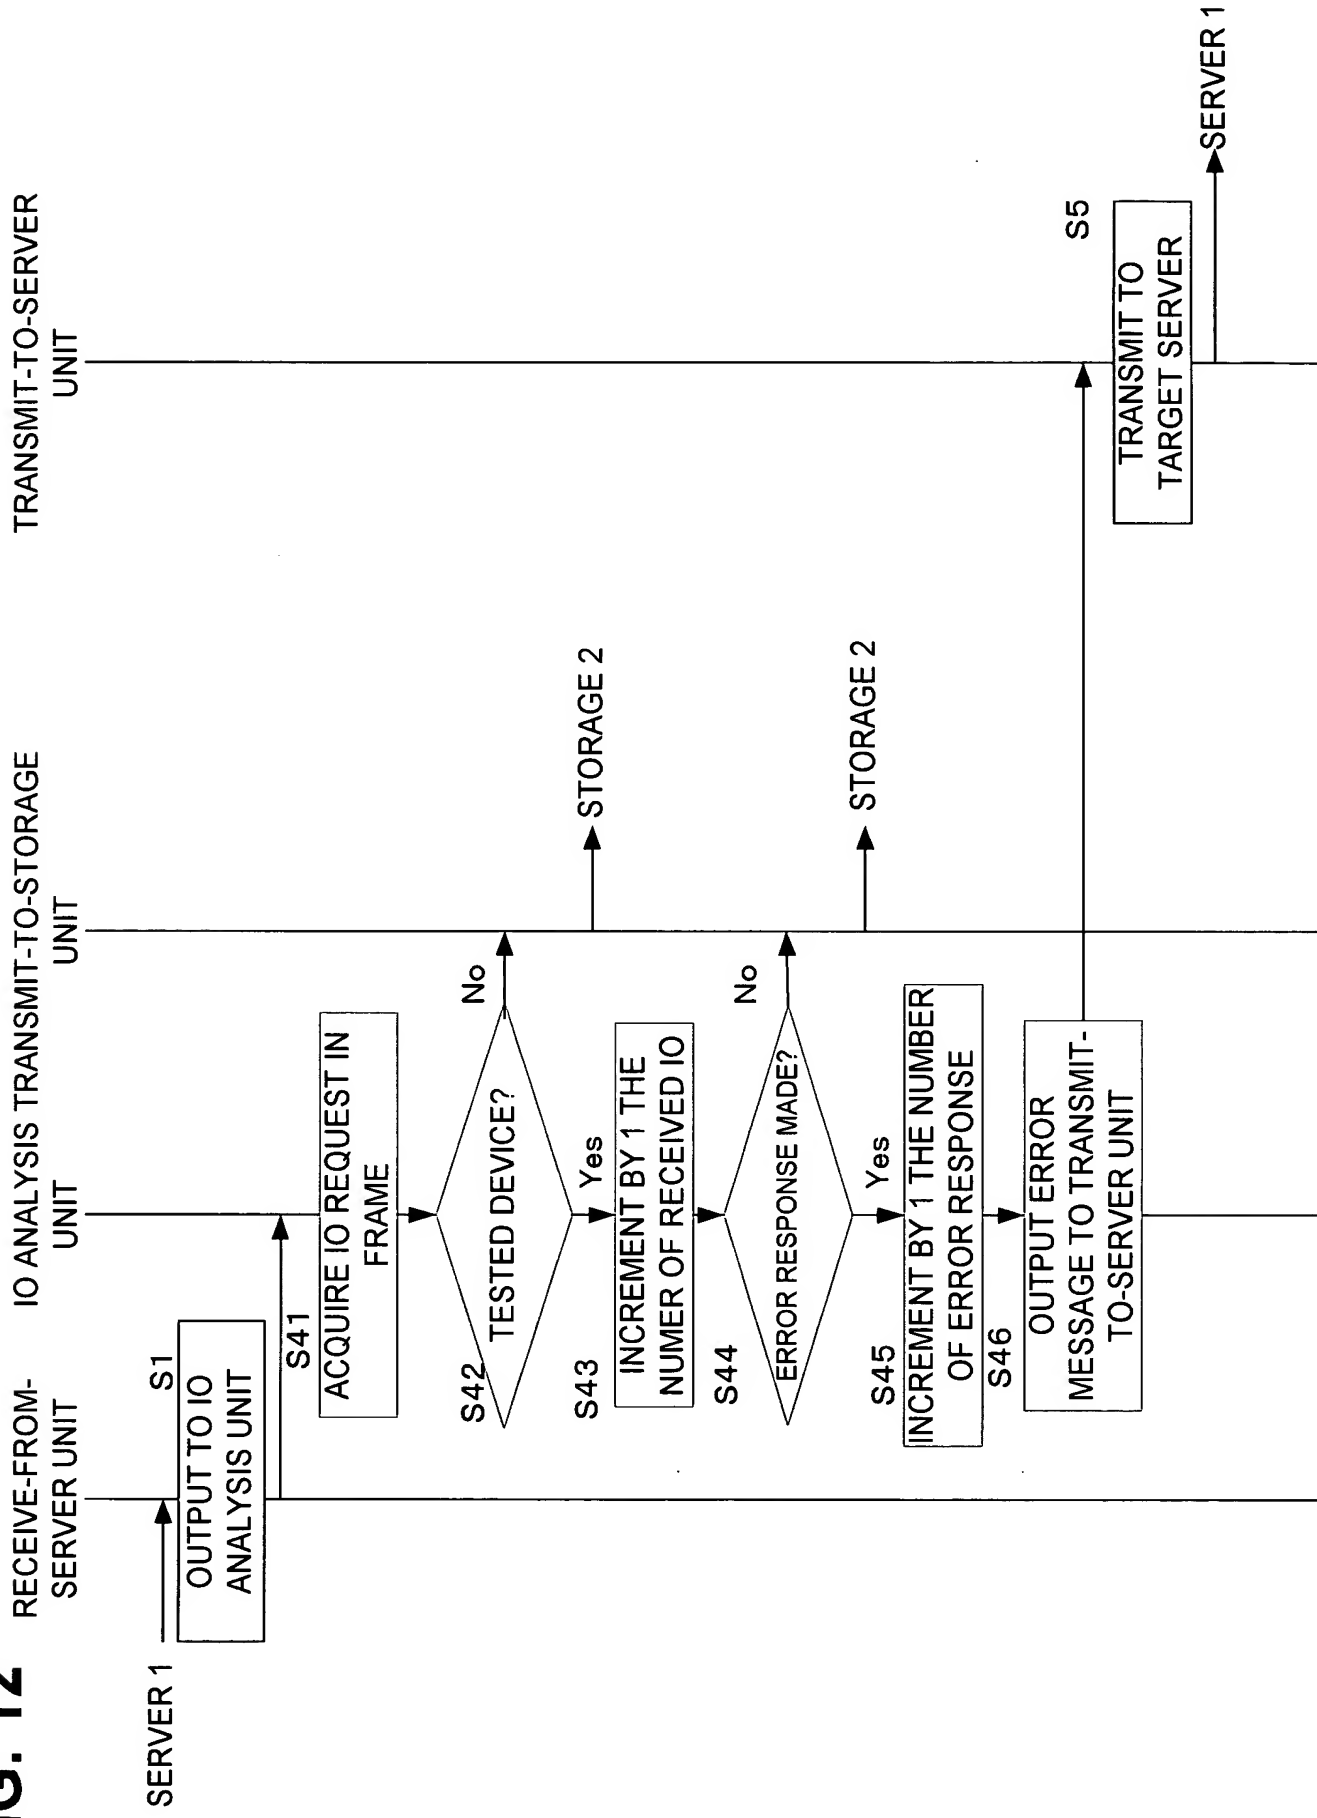 FIG. 12
RECEIVE-FROM-
SERVER UNIT
IO ANALYSIS
UNIT
TRANSMIT-TO-STORAGE
UNIT
TRANSMIT-TO-SERVER
UNIT
SERVER 1
S1
OUTPUT TO IO
ANALYSIS UNIT
S41
ACQUIRE IO REQUEST IN
FRAME
S42
TESTED DEVICE?
No
STORAGE 2
Yes
S43
INCREMENT BY 1 THE
NUMER OF RECEIVED IO
S44
ERROR RESPONSE MADE?
No
STORAGE 2
Yes
S45
INCREMENT BY 1 THE NUMBER
OF ERROR RESPONSE
S46
OUTPUT ERROR
MESSAGE TO TRANSMIT-
TO-SERVER UNIT
S5
TRANSMIT TO
TARGET SERVER
SERVER 1